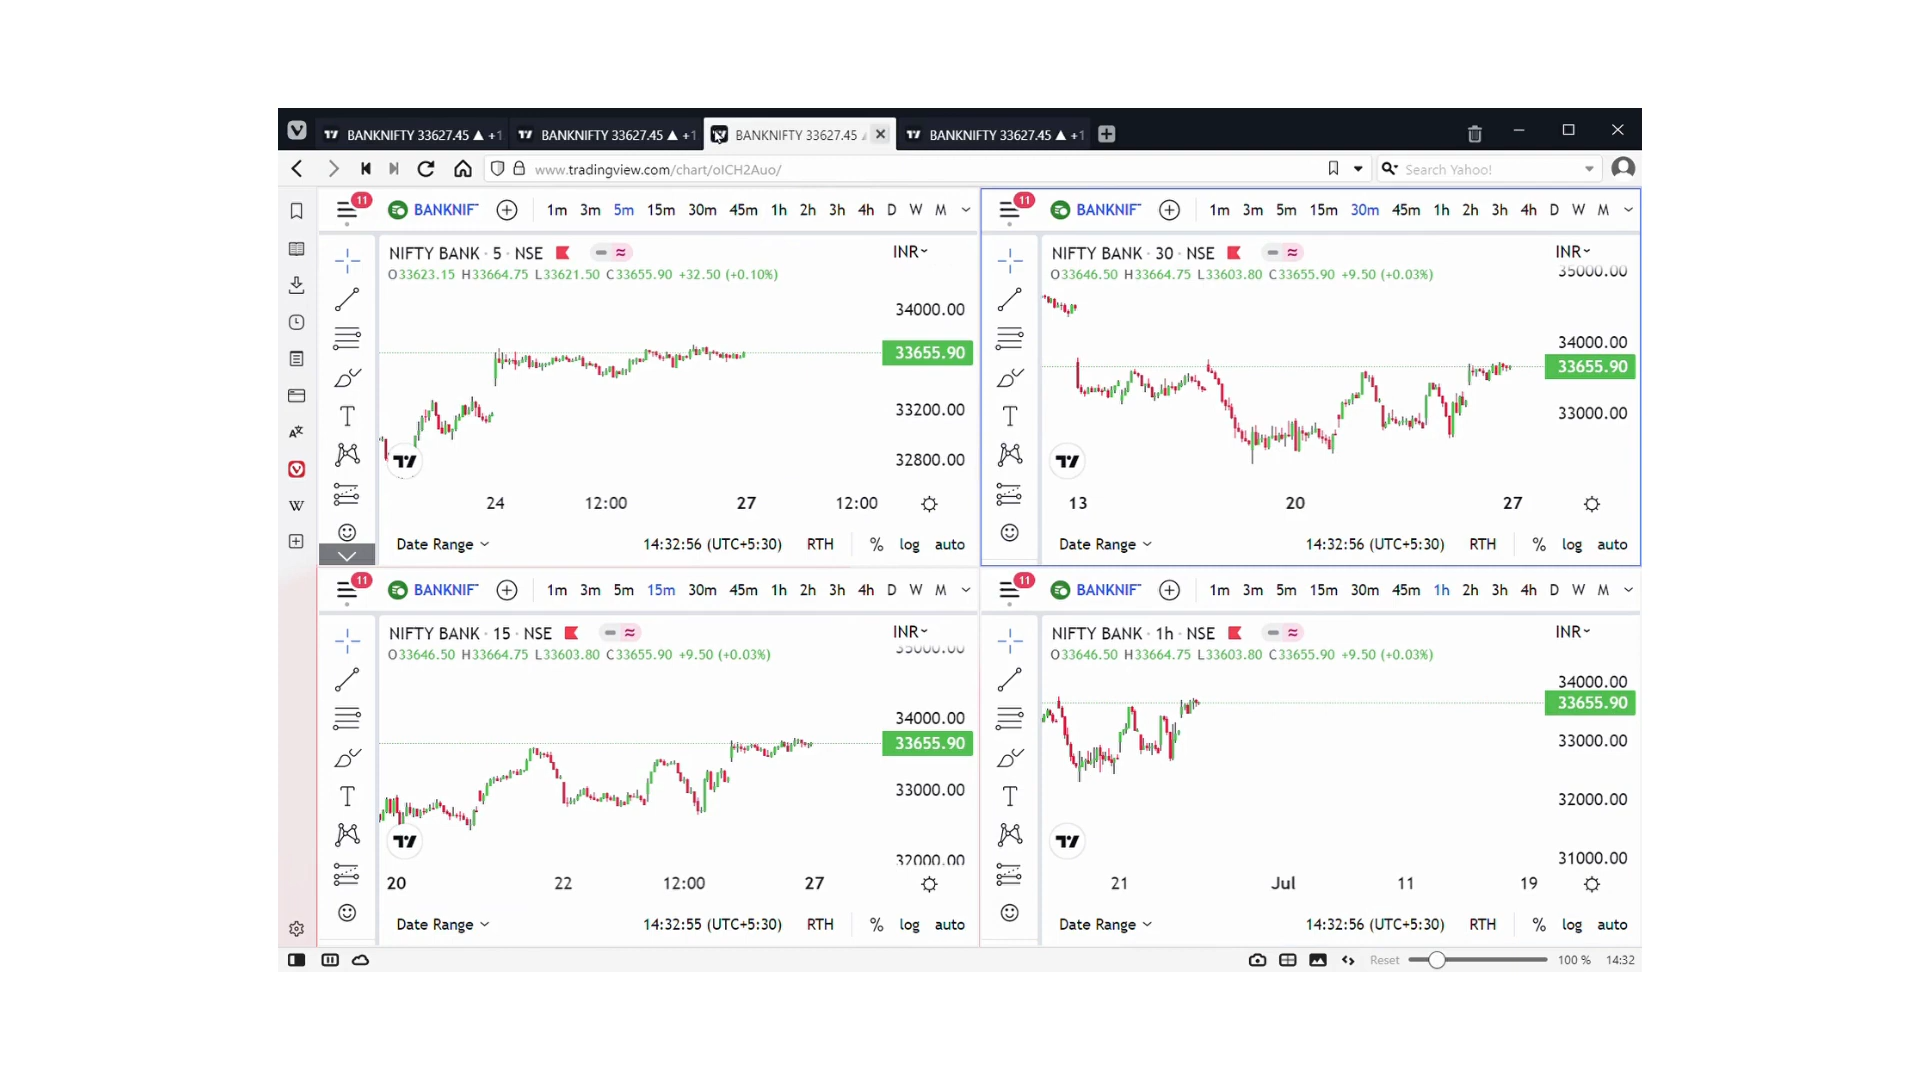 BANKNIFTY 33627.45 ▲ +1
BANKNIFTY 33627.45 ▲ +1
BANKNIFTY 33627.45
BANKNIFTY 33627.45 ▲ +1
www.tradingview.com/chart/oICH2Auo/
Search Yahoo!
11
BANKNIF
1m 3m 5m 15m 30m 45m 1h 2h 3h 4h D W M
NIFTY BANK · 5 · NSE
INR
O33623.15 H33664.75 L33621.50 C33655.90 +32.50 (+0.10%)
34000.00
33655.90
33200.00
32800.00
24 12:00 27 12:00
Date Range 14:32:56 (UTC+5:30) RTH % log auto
11
BANKNIF
1m 3m 5m 15m 30m 45m 1h 2h 3h 4h D W M
NIFTY BANK · 30 · NSE
INR
O33646.50 H33664.75 L33603.80 C33655.90 +9.50 (+0.03%)
35000.00
34000.00
33655.90
33000.00
13 20 27
Date Range 14:32:56 (UTC+5:30) RTH % log auto
11
BANKNIF
1m 3m 5m 15m 30m 45m 1h 2h 3h 4h D W M
NIFTY BANK · 15 · NSE
INR
O33646.50 H33664.75 L33603.80 C33655.90 +9.50 (+0.03%)
35000.00
34000.00
33655.90
33000.00
32000.00
20 22 12:00 27
Date Range 14:32:55 (UTC+5:30) RTH % log auto
11
BANKNIF
1m 3m 5m 15m 30m 45m 1h 2h 3h 4h D W M
NIFTY BANK · 1h · NSE
INR
O33646.50 H33664.75 L33603.80 C33655.90 +9.50 (+0.03%)
34000.00
33655.90
33000.00
32000.00
31000.00
21 Jul 11 19
Date Range 14:32:56 (UTC+5:30) RTH % log auto
Reset 100 % 14:32